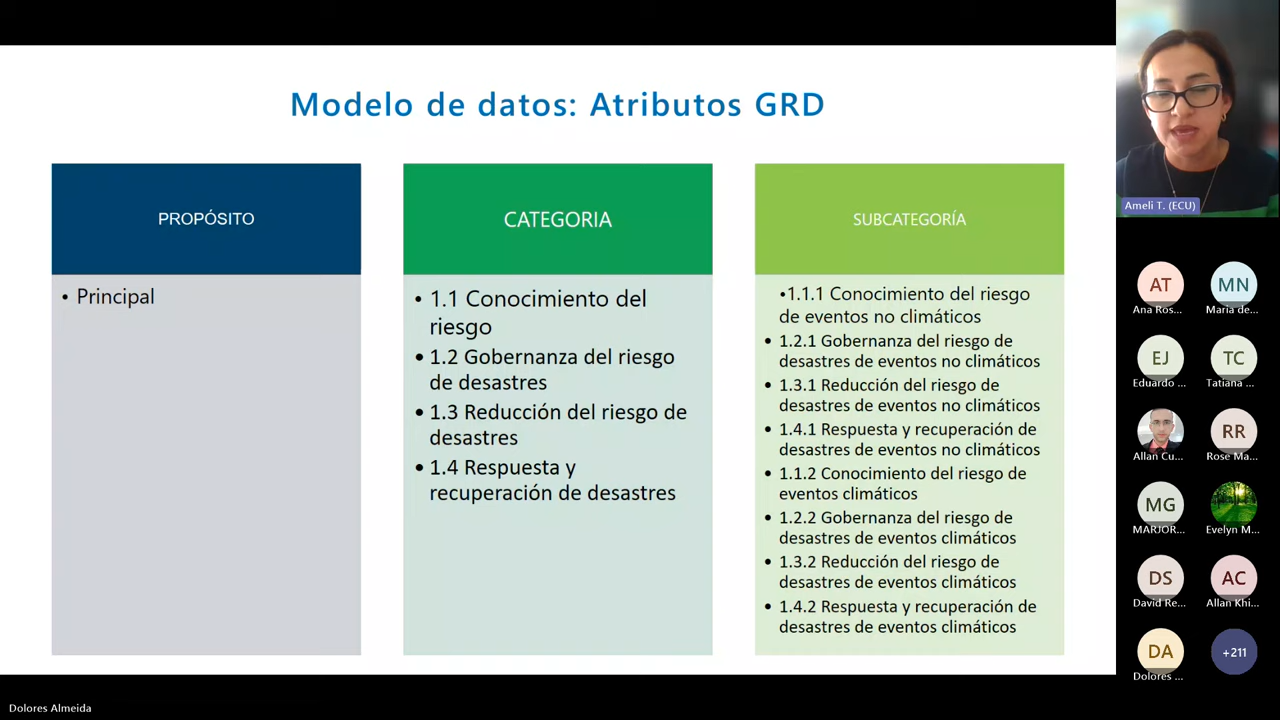 Modelo de datos: Atributos GRD
PROPÓSITO
• Principal
CATEGORIA
• 1.1 Conocimiento del
riesgo
• 1.2 Gobernanza del riesgo
de desastres
• 1.3 Reducción del riesgo de
desastres
• 1.4 Respuesta y
recuperación de desastres
SUBCATEGORÍA
•1.1.1 Conocimiento del riesgo
de eventos no climáticos
• 1.2.1 Gobernanza del riesgo de
desastres de eventos no climáticos
• 1.3.1 Reducción del riesgo de
desastres de eventos no climáticos
• 1.4.1 Respuesta y recuperación de
desastres de eventos no climáticos
• 1.1.2 Conocimiento del riesgo de
eventos climáticos
• 1.2.2 Gobernanza del riesgo de
desastres de eventos climáticos
• 1.3.2 Reducción del riesgo de
desastres de eventos climáticos
• 1.4.2 Respuesta y recuperación de
desastres de eventos climáticos
Ameli T. (ECU)
AT
Ana Ros...
MN
Maria de...
EJ
Eduardo ...
TC
Tatiana ...
Allan Cu...
RR
Rose Ma...
MG
MARJOR...
Evelyn M...
DS
David Re...
AC
Allan Khi...
DA
Dolores ...
+211
Dolores Almeida